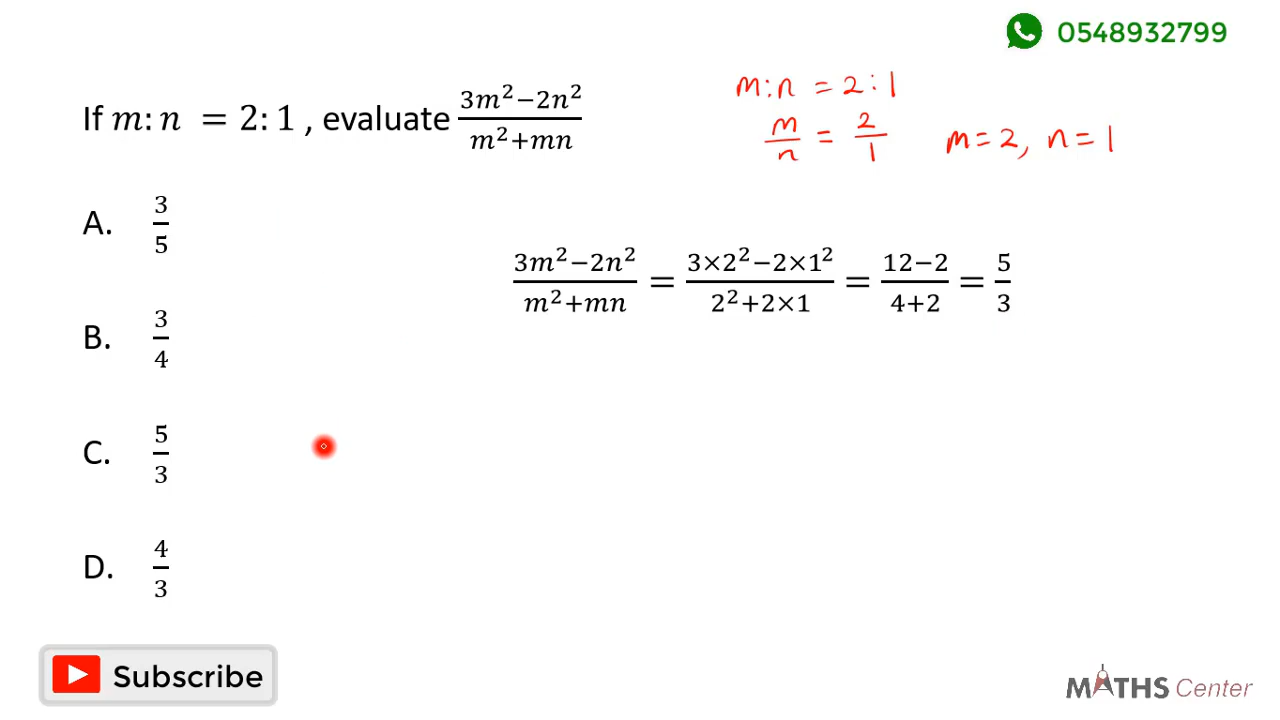 0548932799
If m: n = 2: 1 , evaluate (3m²−2n²)/(m²+mn)
m:n = 2:1
m/n = 2/1 m=2, n=1
A. 3/5
(3m²−2n²)/(m²+mn) = (3×2²−2×1²)/(2²+2×1) = (12−2)/(4+2) = 5/3
B. 3/4
C. 5/3
D. 4/3
Subscribe
MATHS Center